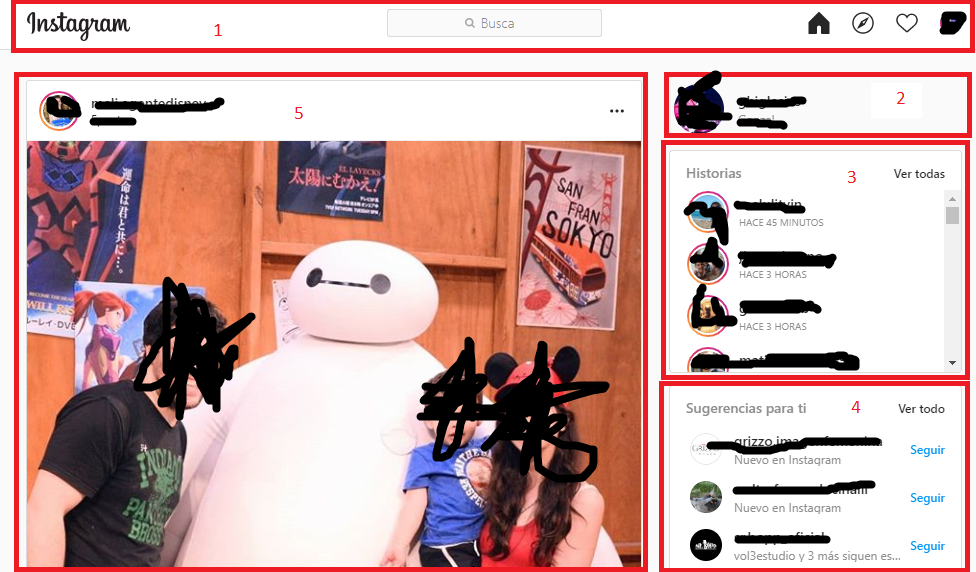 1
Instagram
Busca
5
2
3
Historias
Ver todas
HACE 45 MINUTOS
HACE 3 HORAS
HACE 3 HORAS
4
Sugerencias para ti
Ver todo
Nuevo en Instagram
Seguir
Nuevo en Instagram
Seguir
vol3estudio y 3 más siguen es...
Seguir
運命は君と共に…。
WILL RIS
EL LAYECKS
太陽にむかえ!
SAN
FRAN
SOKYO